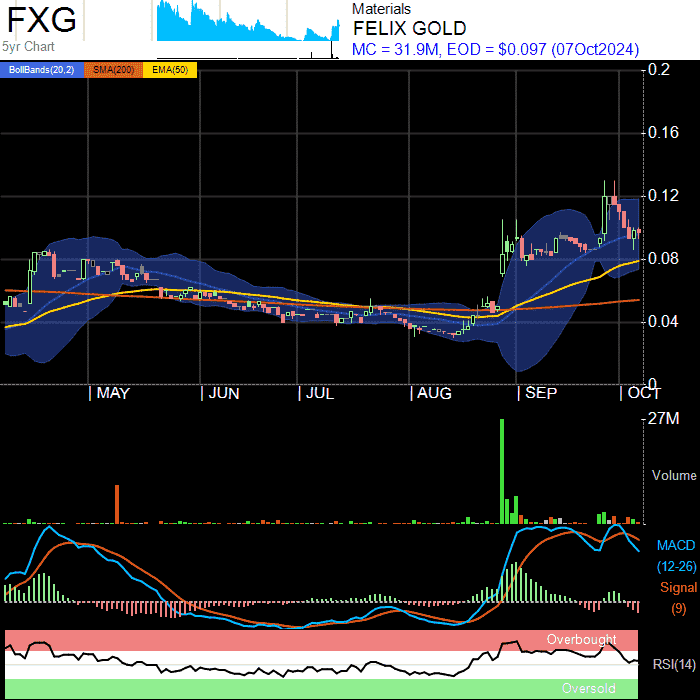 FXG
5yr Chart
Materials
FELIX GOLD
MC = 31.9M, EOD = $0.097 (07Oct2024)
BollBands(20,2) SMA(200) EMA(50)
0.2
0.16
0.12
0.08
0.04
0
MAY JUN JUL AUG SEP OCT
27M
Volume
MACD
(12-26)
Signal
(9)
Overbought
RSI(14)
Oversold